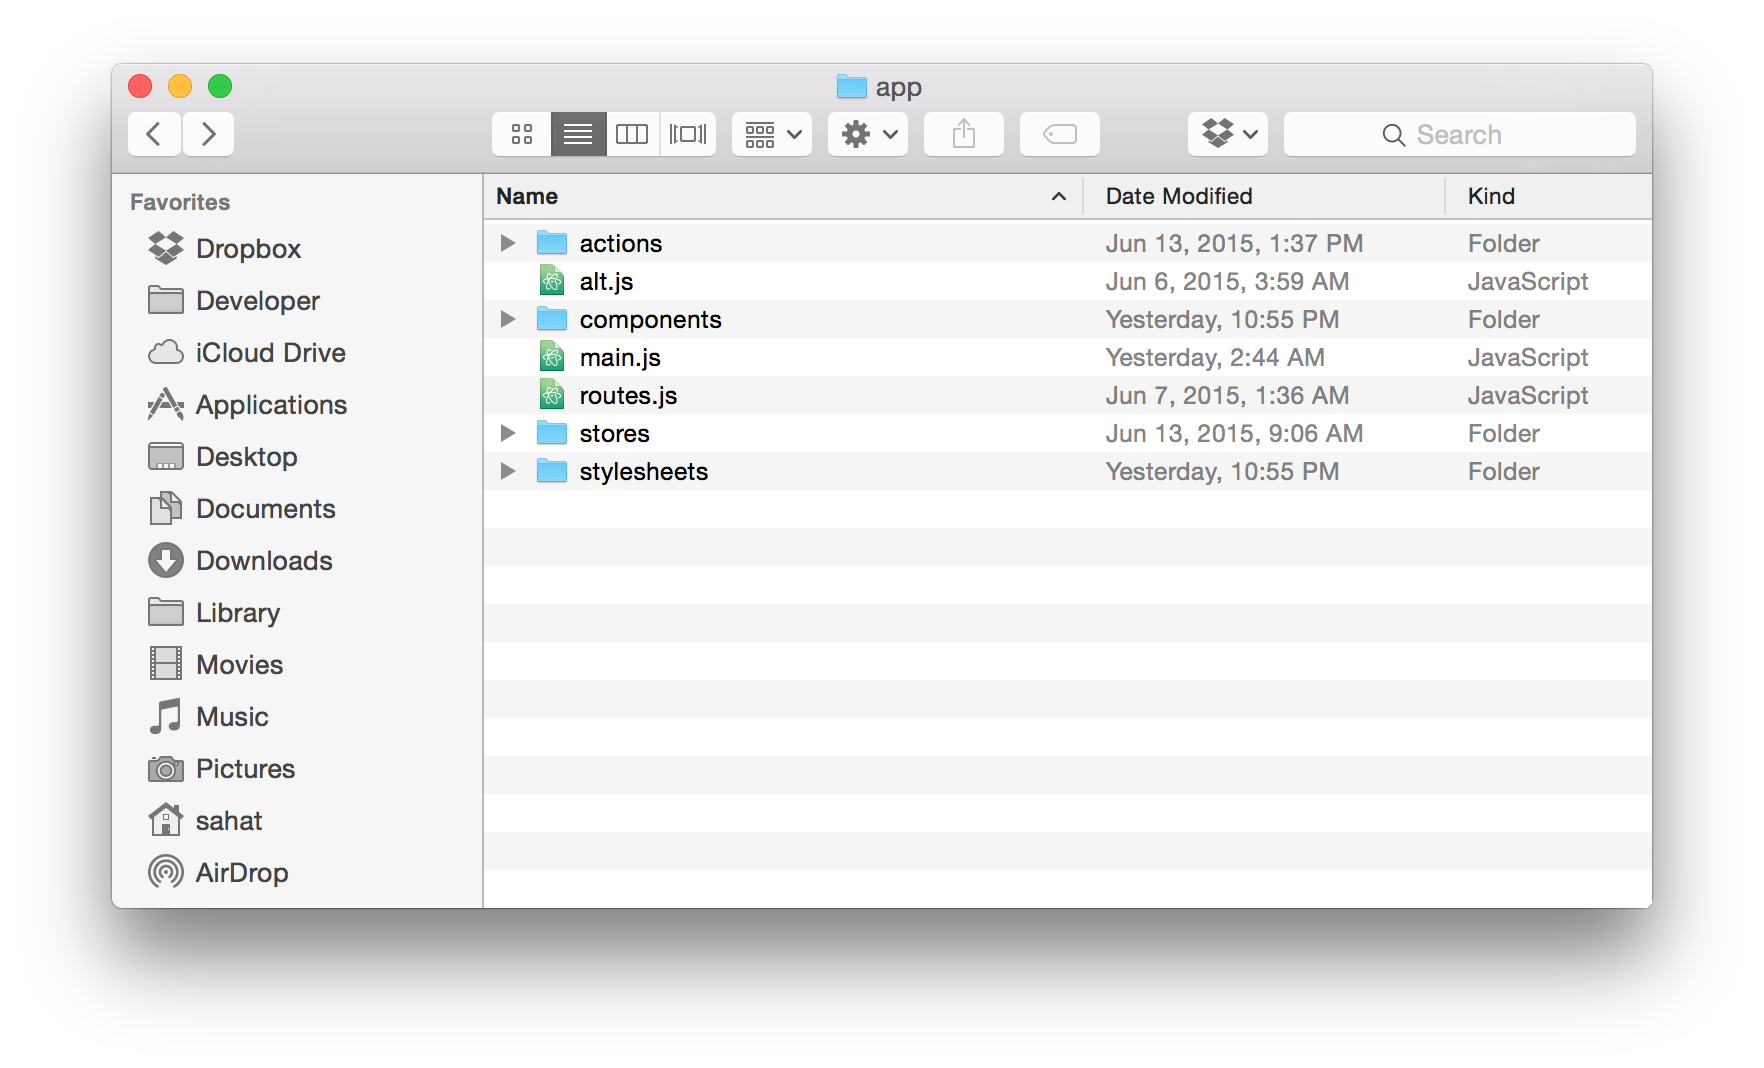 app
Search
Favorites
Dropbox
Developer
iCloud Drive
Applications
Desktop
Documents
Downloads
Library
Movies
Music
Pictures
sahat
AirDrop
Name Date Modified Kind
actions Jun 13, 2015, 1:37 PM Folder
alt.js Jun 6, 2015, 3:59 AM JavaScript
components Yesterday, 10:55 PM Folder
main.js Yesterday, 2:44 AM JavaScript
routes.js Jun 7, 2015, 1:36 AM JavaScript
stores Jun 13, 2015, 9:06 AM Folder
stylesheets Yesterday, 10:55 PM Folder